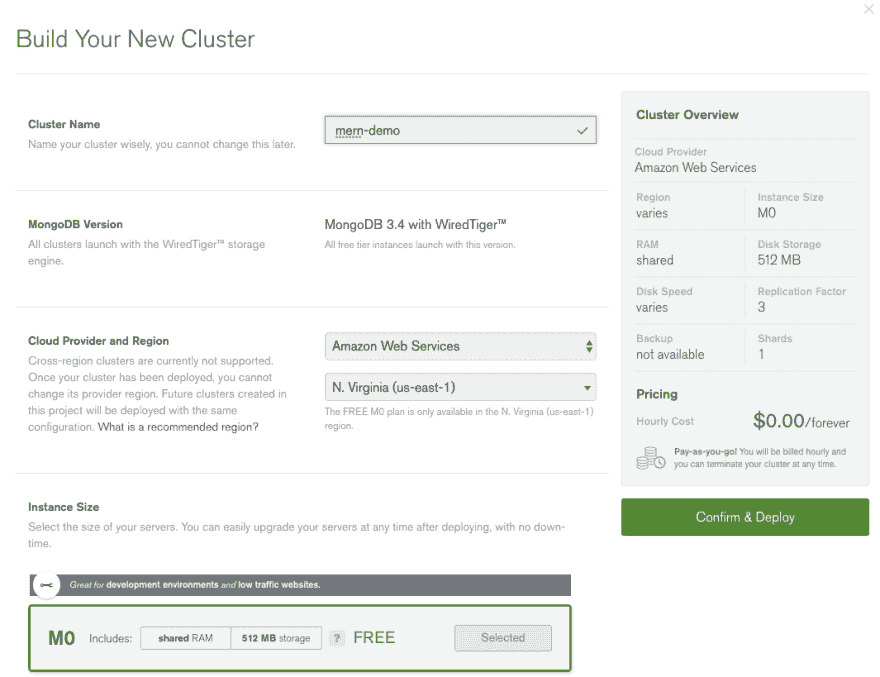 Build Your New Cluster
Cluster Name
Name your cluster wisely, you cannot change this later.
mern-demo
MongoDB Version
All clusters launch with the WiredTiger™ storage
engine.
MongoDB 3.4 with WiredTiger™
All free tier instances launch with this version.
Cloud Provider and Region
Cross-region clusters are currently not supported.
Once your cluster has been deployed, you cannot
change its provider region. Future clusters created in
this project will be deployed with the same
configuration. What is a recommended region?
Amazon Web Services
N. Virginia (us-east-1)
The FREE M0 plan is only available in the N. Virginia (us-east-1)
region.
Instance Size
Select the size of your servers. You can easily upgrade your servers at any time after deploying, with no down-
time.
Great for development environments and low traffic websites.
M0 Includes: shared RAM 512 MB storage ? FREE Selected
Cluster Overview
Cloud Provider
Amazon Web Services
Region Instance Size
varies M0
RAM Disk Storage
shared 512 MB
Disk Speed Replication Factor
varies 3
Backup Shards
not available 1
Pricing
Hourly Cost $0.00/forever
Pay-as-you-go! You will be billed hourly and
you can terminate your cluster at any time.
Confirm & Deploy